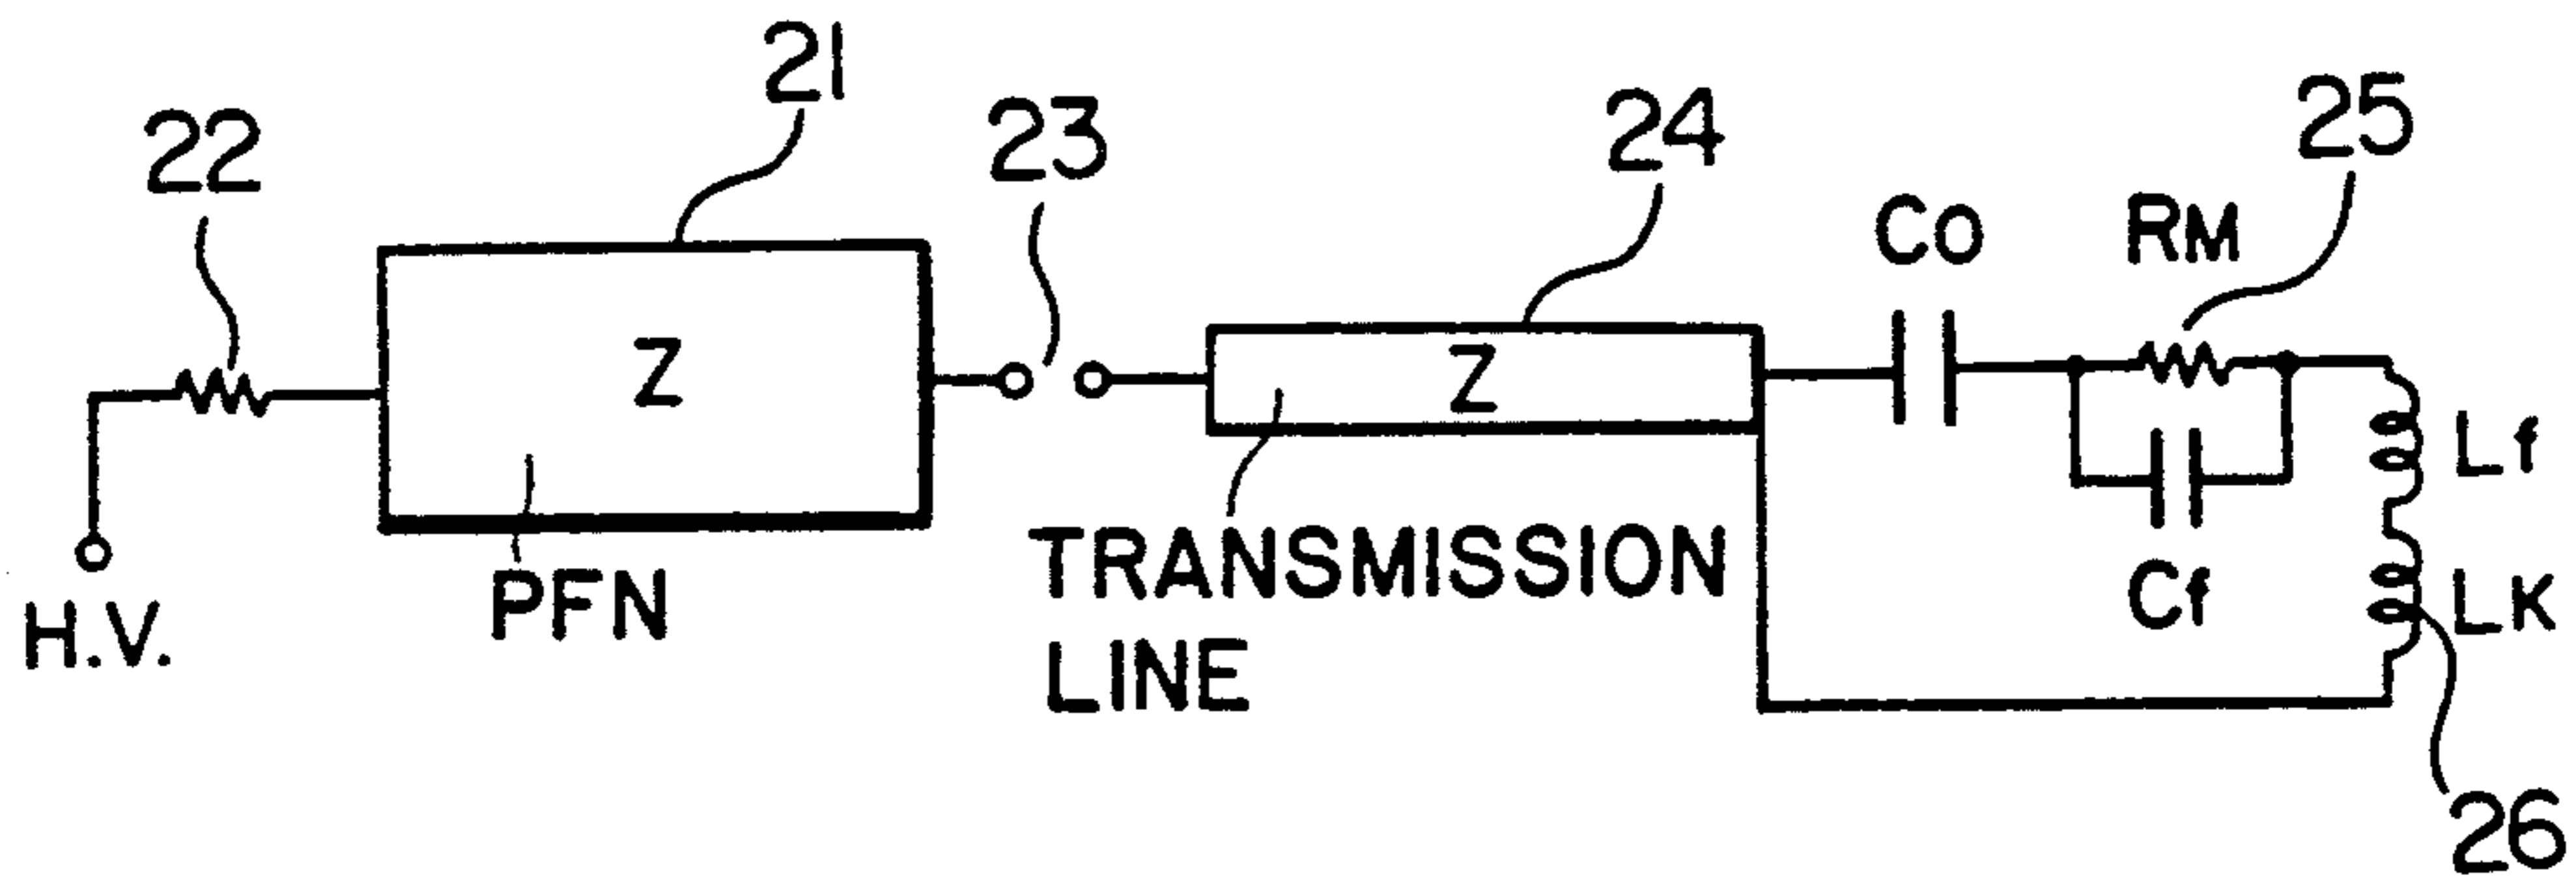 22
21
23
24
25
Co
RM
Z
Z
Lf
H.V.
PFN
TRANSMISSION
LINE
Cf
LK
26